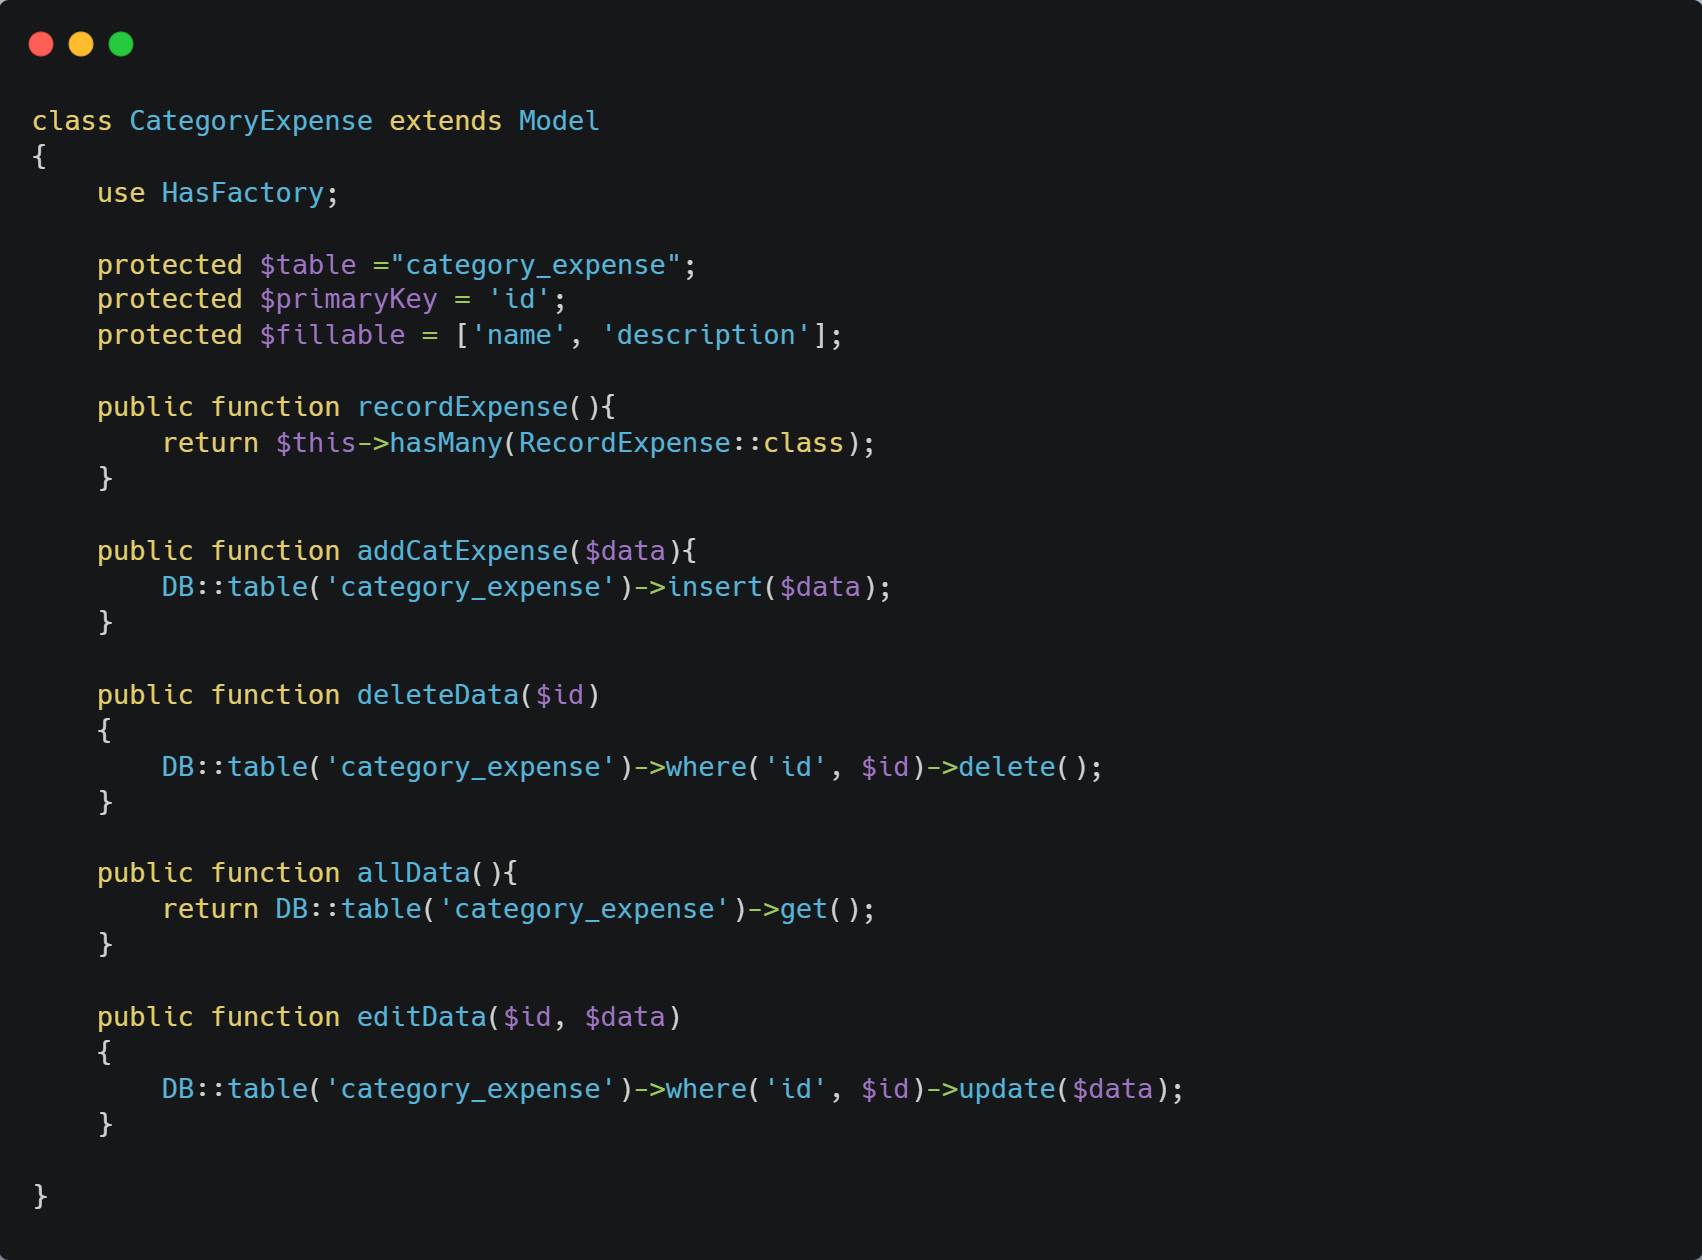 class CategoryExpense extends Model
{
    use HasFactory;

    protected $table ="category_expense";
    protected $primaryKey = 'id';
    protected $fillable = ['name', 'description'];

    public function recordExpense(){
        return $this->hasMany(RecordExpense::class);
    }

    public function addCatExpense($data){
        DB::table('category_expense')->insert($data);
    }

    public function deleteData($id)
    {
        DB::table('category_expense')->where('id', $id)->delete();
    }

    public function allData(){
        return DB::table('category_expense')->get();
    }

    public function editData($id, $data)
    {
        DB::table('category_expense')->where('id', $id)->update($data);
    }

}